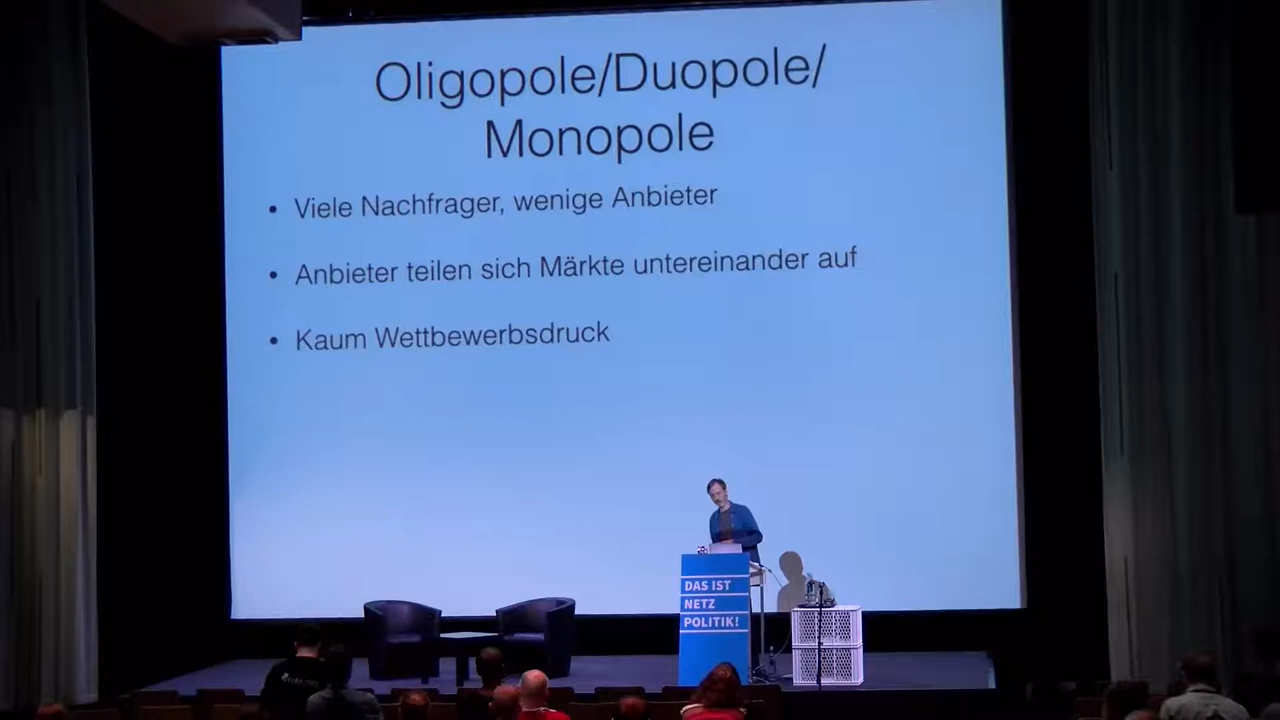 Oligopole/Duopole/
Monopole
• Viele Nachfrager, wenige Anbieter
• Anbieter teilen sich Märkte untereinander auf
• Kaum Wettbewerbsdruck
DAS IST
NETZ
POLITIK!